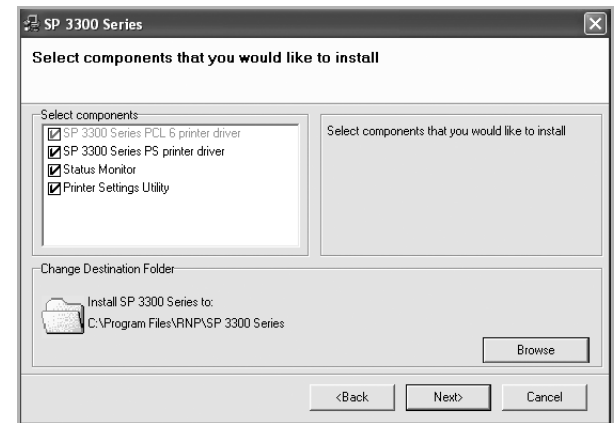 SP 3300 Series
Select components that you would like to install
Select components
SP 3300 Series PCL 6 printer driver
SP 3300 Series PS printer driver
Status Monitor
Printer Settings Utility
Select components that you would like to install
Change Destination Folder
Install SP 3300 Series to:
C:\Program Files\RNP\SP 3300 Series
Browse
<Back
Next>
Cancel